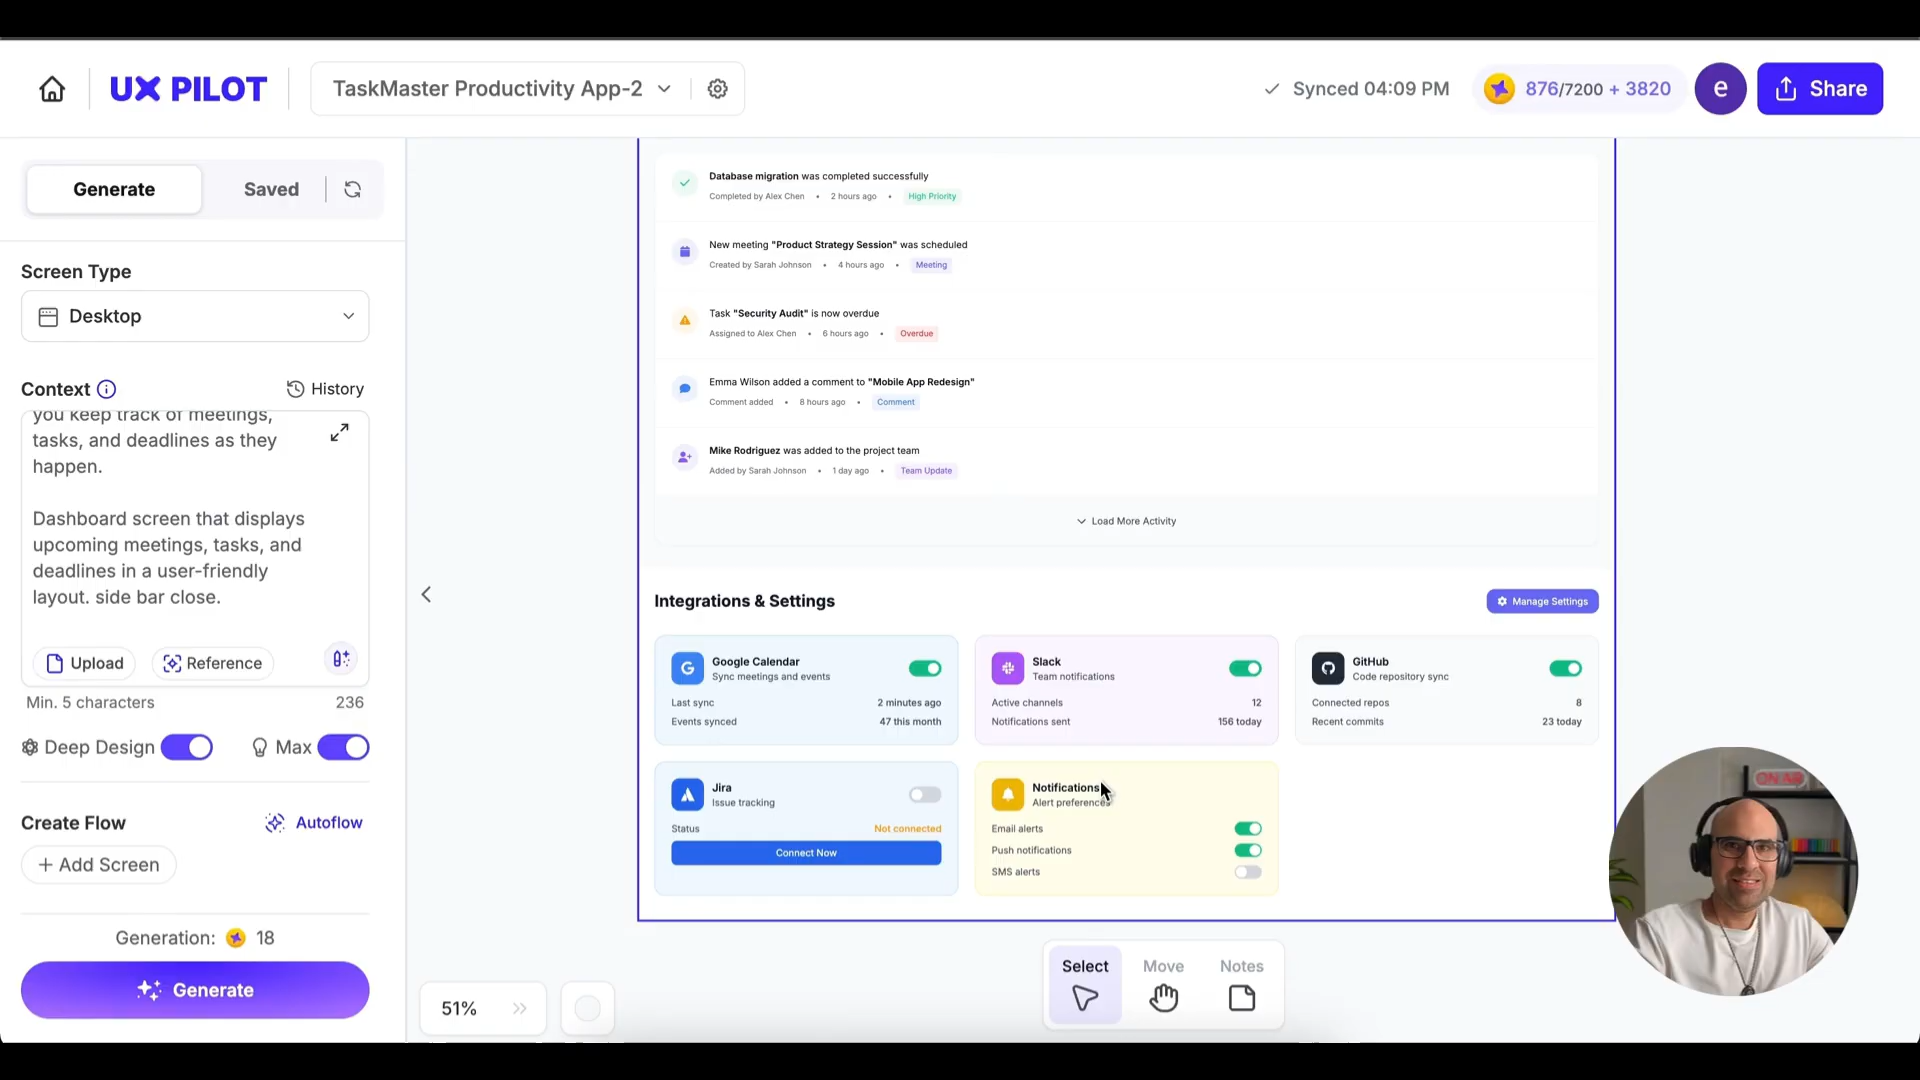 UX PILOT
TaskMaster Productivity App-2
Synced 04:09 PM
876/7200 + 3820
e
Share
Generate
Saved
Screen Type
Desktop
Context
History
you keep track of meetings,
tasks, and deadlines as they
happen.
Dashboard screen that displays
upcoming meetings, tasks, and
deadlines in a user-friendly
layout. side bar close.
Upload
Reference
Min. 5 characters
236
Deep Design
Max
Create Flow
Autoflow
+ Add Screen
Generation: 18
Generate
Database migration was completed successfully
Completed by Alex Chen • 2 hours ago • High Priority
New meeting "Product Strategy Session" was scheduled
Created by Sarah Johnson • 4 hours ago • Meeting
Task "Security Audit" is now overdue
Assigned to Alex Chen • 6 hours ago • Overdue
Emma Wilson added a comment to "Mobile App Redesign"
Comment added • 8 hours ago • Comment
Mike Rodriguez was added to the project team
Added by Sarah Johnson • 1 day ago • Team Update
Load More Activity
Integrations & Settings
Manage Settings
G
Google Calendar
Sync meetings and events
Last sync 2 minutes ago
Events synced 47 this month
Slack
Team notifications
Active channels 12
Notifications sent 156 today
GitHub
Code repository sync
Connected repos 8
Recent commits 23 today
Jira
Issue tracking
Status Not connected
Connect Now
Notifications
Alert preferences
Email alerts
Push notifications
SMS alerts
ON AIR
51%
Select
Move
Notes